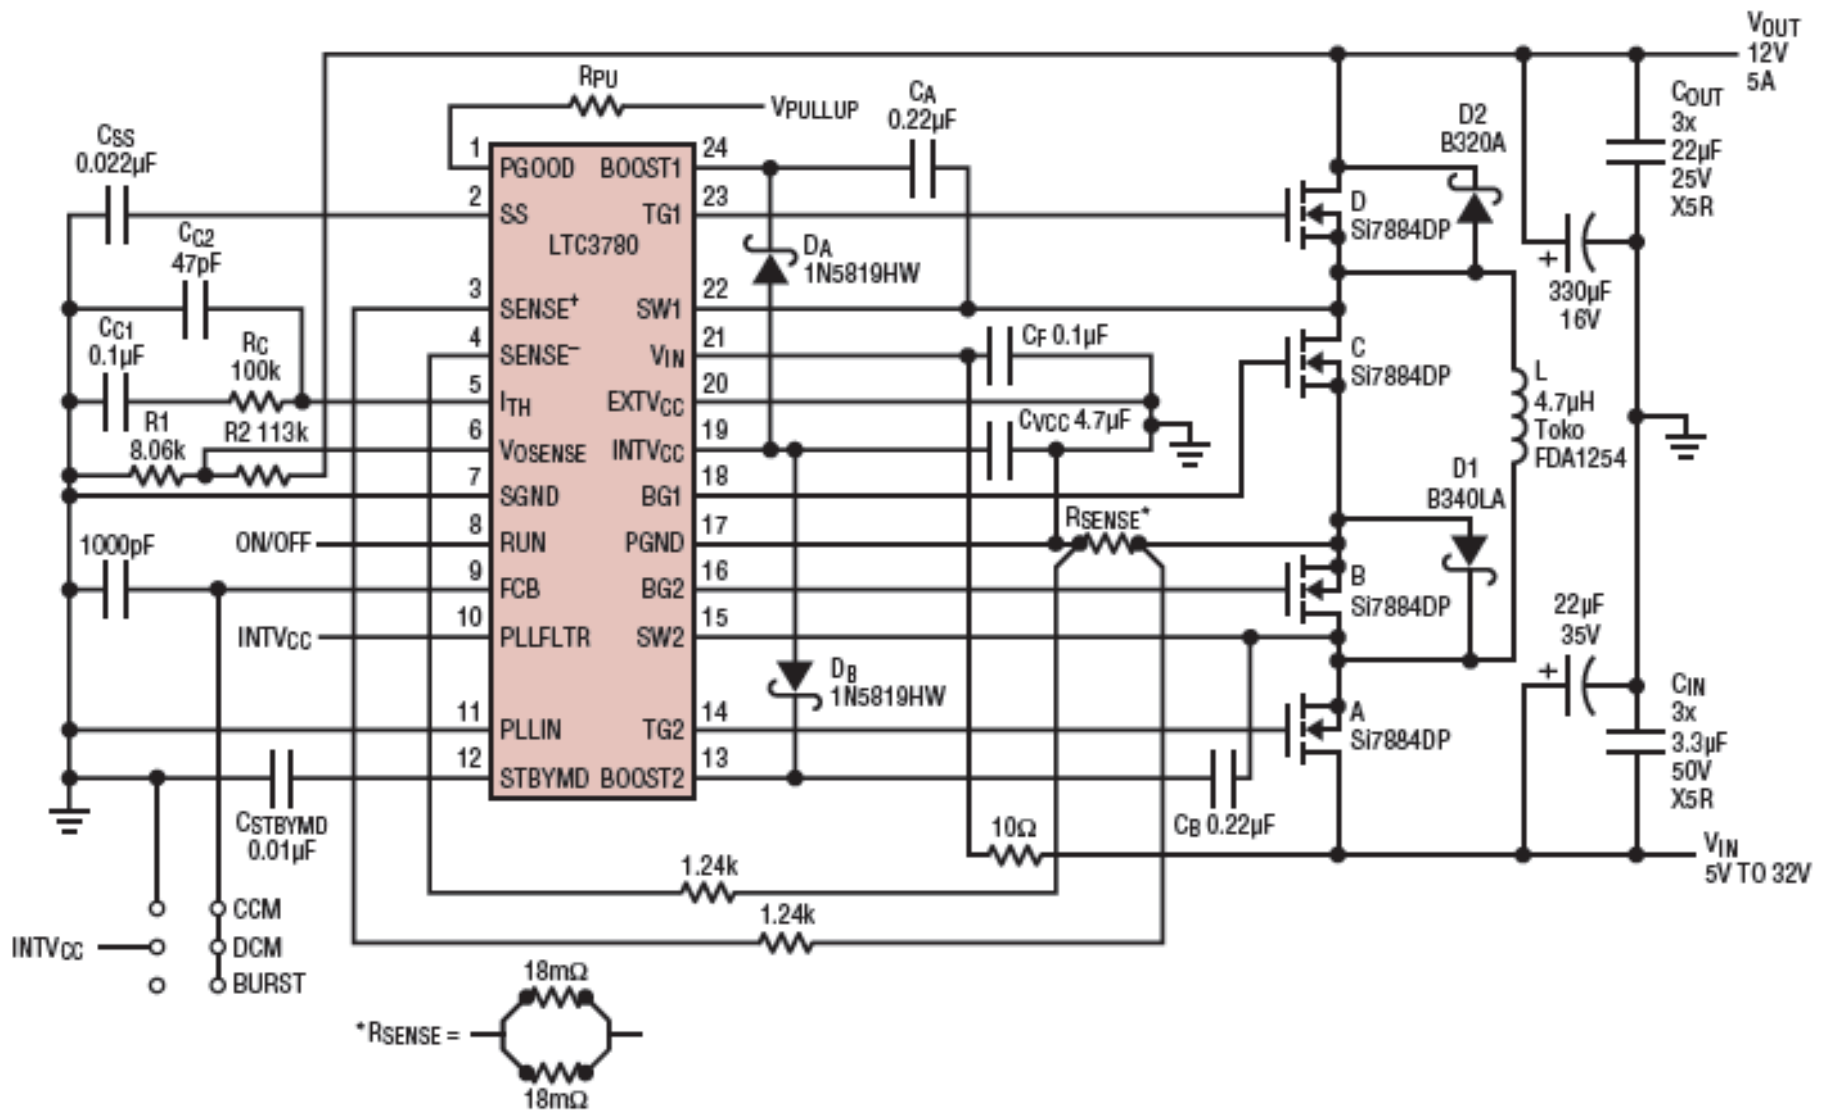 VOUT
12V
5A
RPU
VPULLUP
CA
0.22µF
COUT
3x
22µF
25V
X5R
D2
B320A
CSS
0.022µF
1
PGOOD
BOOST1
24
2
SS
TG1
23
D
Si7884DP
CC2
47pF
LTC3780
DA
1N5819HW
+
330µF
16V
3
SENSE+
SW1
22
CC1
0.1µF
RC
100k
4
SENSE−
VIN
21
CF 0.1µF
C
Si7884DP
L
4.7µH
Toko
FDA1254
5
ITH
EXTVCC
20
R1
8.06k
R2 113k
6
VOSENSE
INTVCC
19
CVCC 4.7µF
7
SGND
BG1
18
D1
B340LA
ON/OFF
8
RUN
PGND
17
RSENSE*
1000pF
9
FCB
BG2
16
B
Si7884DP
22µF
35V
+
INTVCC
10
PLLFLTR
SW2
15
DB
1N5819HW
11
PLLIN
TG2
14
A
Si7884DP
CIN
3x
3.3µF
50V
X5R
12
STBYMD
BOOST2
13
CSTBYMD
0.01µF
10Ω
CB 0.22µF
VIN
5V TO 32V
1.24k
1.24k
CCM
INTVCC
DCM
BURST
18mΩ
*RSENSE =
18mΩ